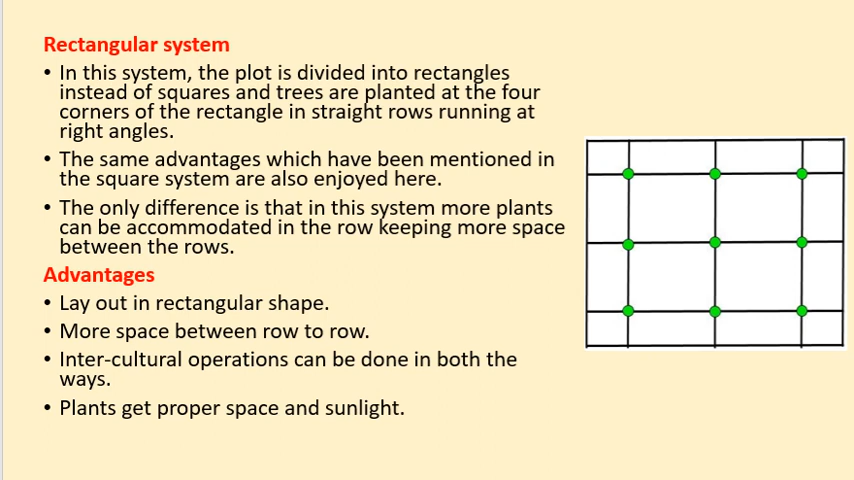 Rectangular system
• In this system, the plot is divided into rectangles
instead of squares and trees are planted at the four
corners of the rectangle in straight rows running at
right angles.
• The same advantages which have been mentioned in
the square system are also enjoyed here.
• The only difference is that in this system more plants
can be accommodated in the row keeping more space
between the rows.
Advantages
• Lay out in rectangular shape.
• More space between row to row.
• Inter-cultural operations can be done in both the
ways.
• Plants get proper space and sunlight.